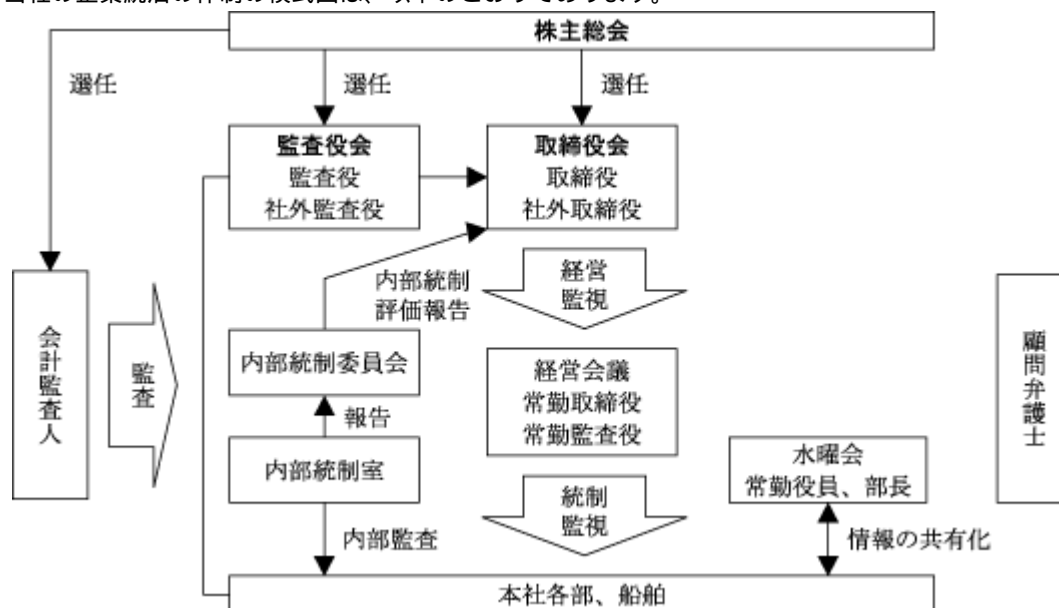 当社の企業統治の体制の模式図は、以下のとおりであります。
株主総会
選任
選任
選任
監査役会
監査役
社外監査役
取締役会
取締役
社外取締役
内部統制
評価報告
経営
監視
会計監査人
監査
内部統制委員会
経営会議
常勤取締役
常勤監査役
顧問弁護士
報告
内部統制室
水曜会
常勤役員、部長
統制
監視
内部監査
情報の共有化
本社各部、船舶